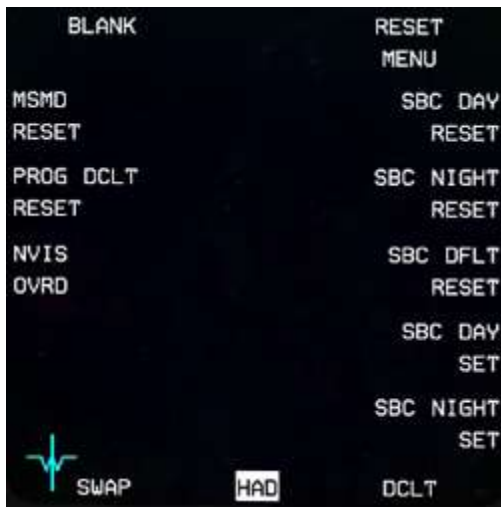 BLANK RESET
MENU
MSMD SBC DAY
RESET RESET
PROG DCLT SBC NIGHT
RESET RESET
NVIS SBC DFLT
OVRD RESET
SBC DAY
SET
SBC NIGHT
SET
SWAP HAD DCLT